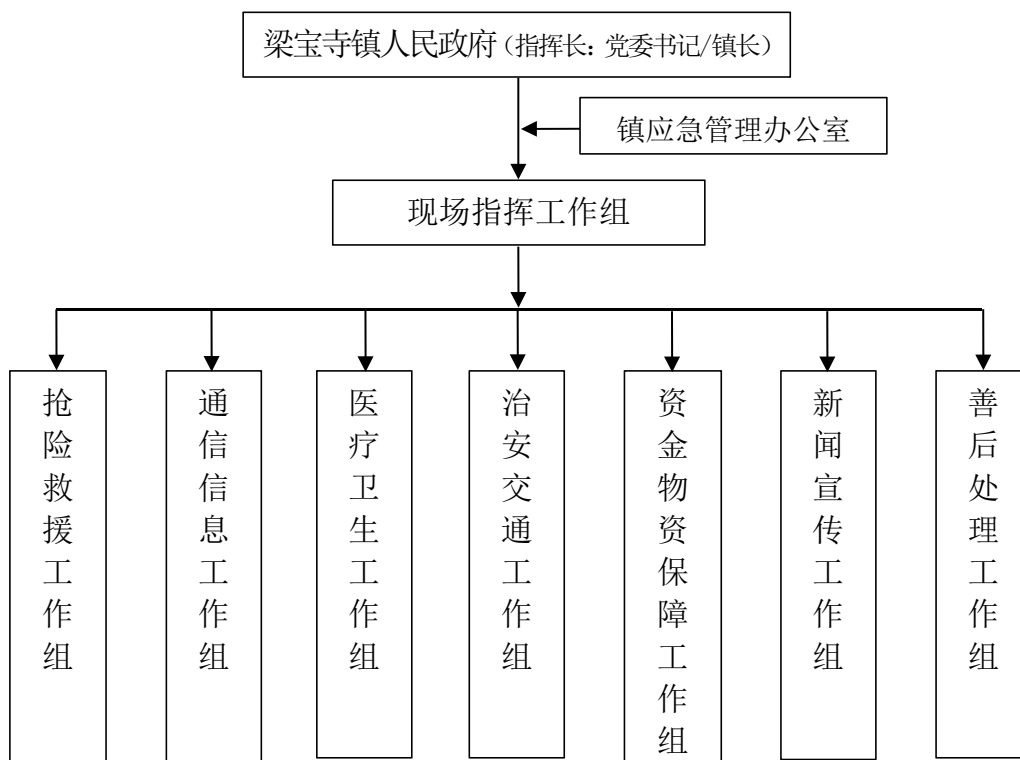 梁宝寺镇人民政府（指挥长：党委书记/镇长）
镇应急管理办公室
现场指挥工作组
抢险救援工作组
通信信息工作组
医疗卫生工作组
治安交通工作组
资金物资保障工作组
新闻宣传工作组
善后处理工作组